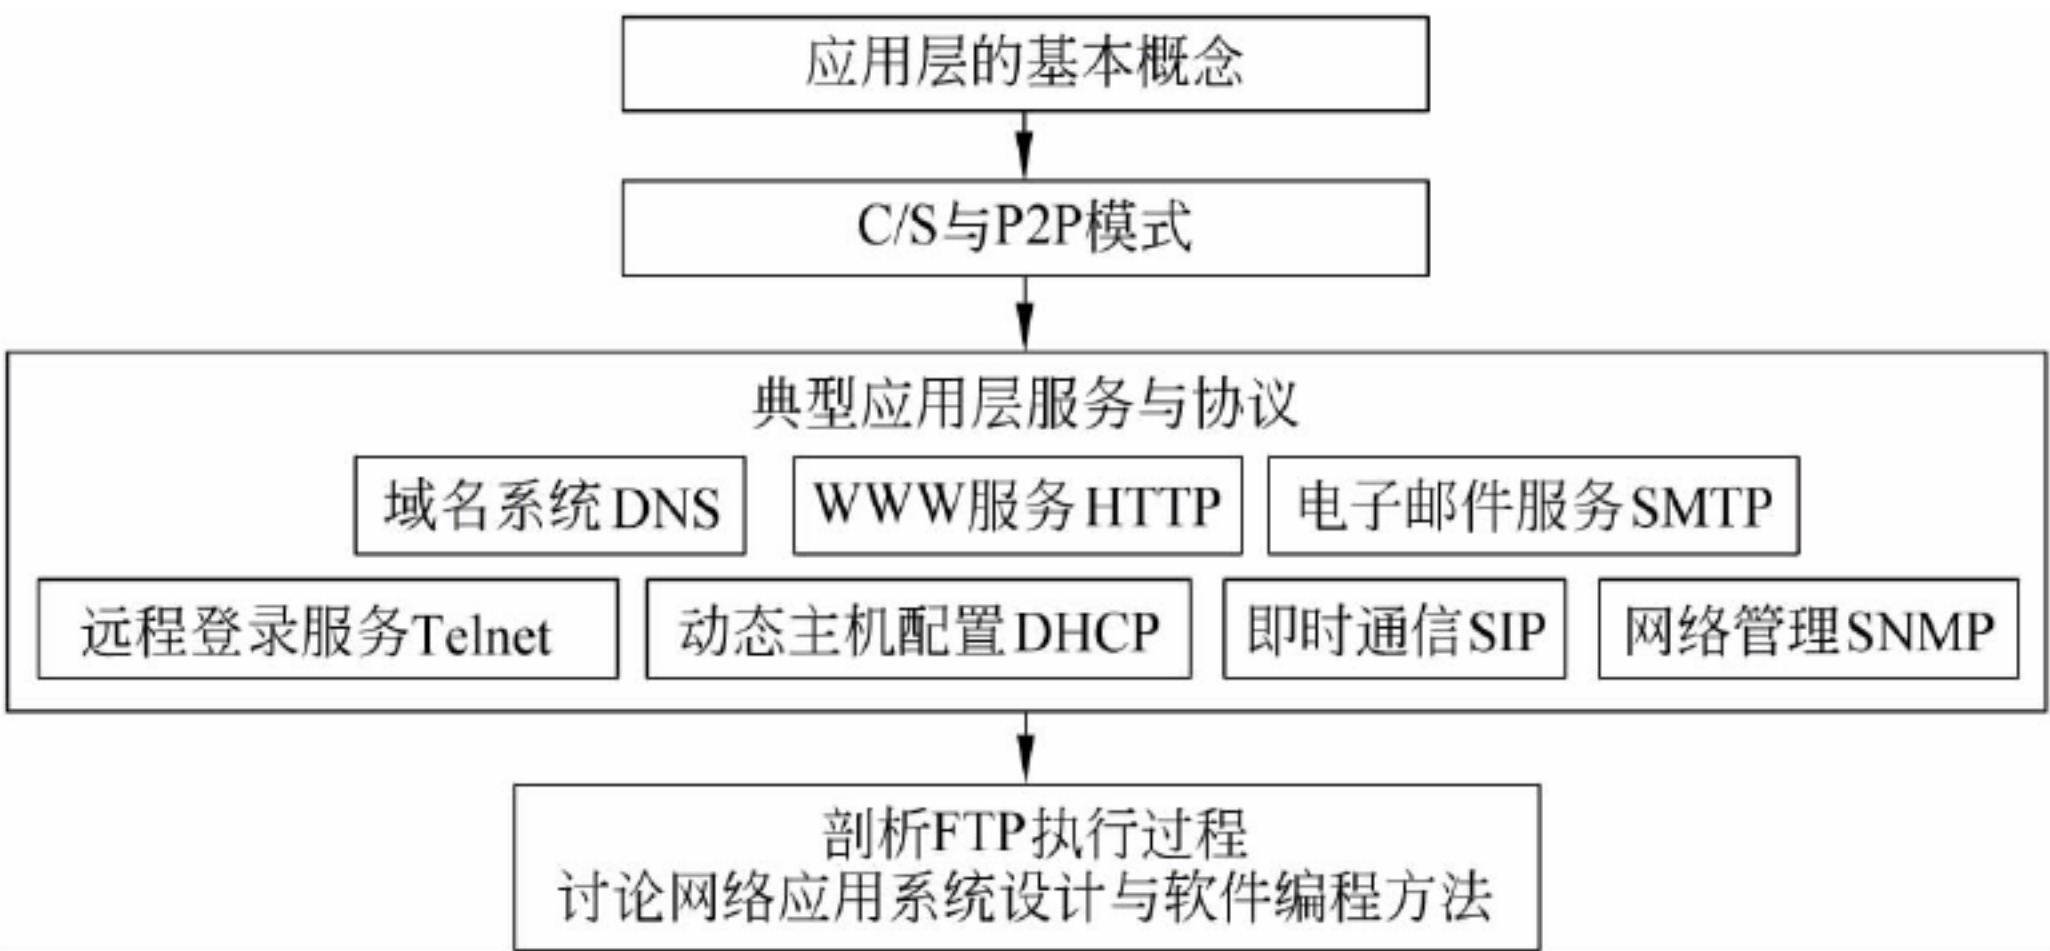 应用层的基本概念
C/S与P2P模式
典型应用层服务与协议
域名系统DNS
WWW服务HTTP
电子邮件服务SMTP
远程登录服务Telnet
动态主机配置DHCP
即时通信SIP
网络管理SNMP
剖析FTP执行过程
讨论网络应用系统设计与软件编程方法